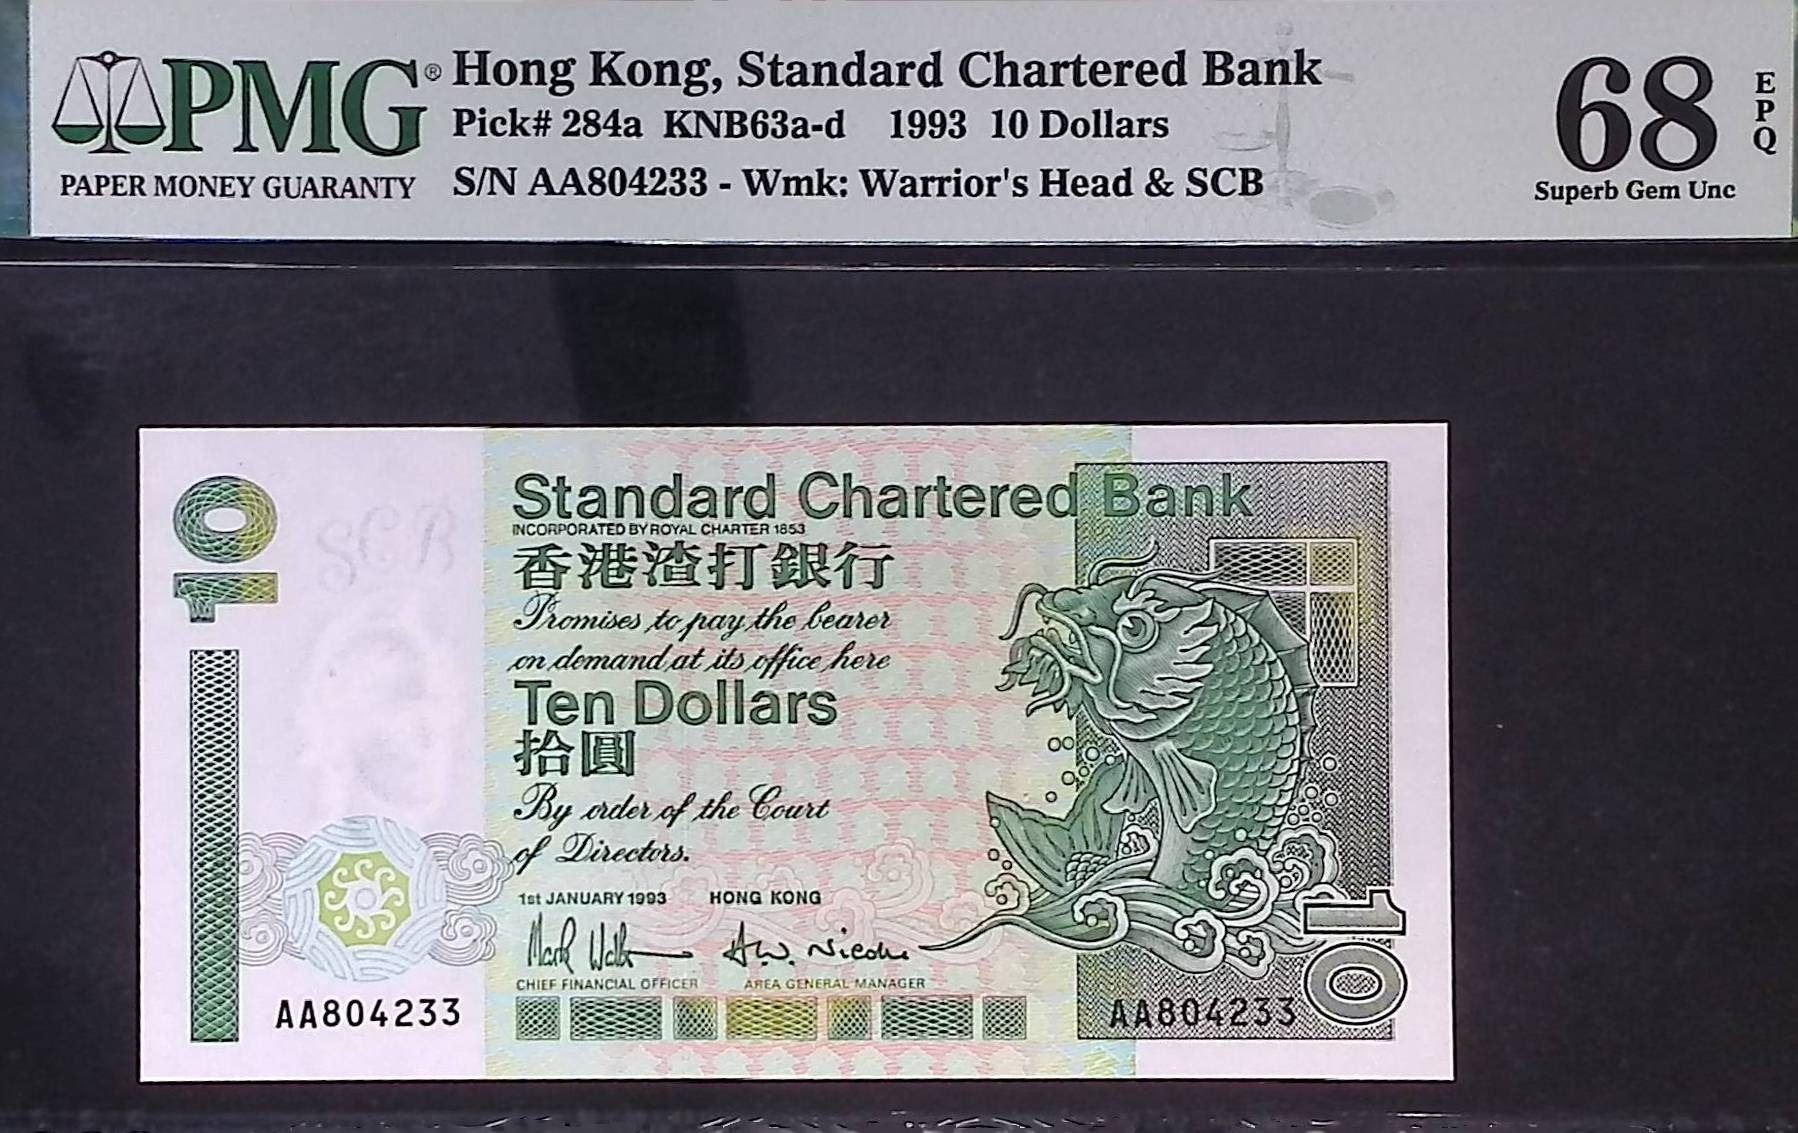 PMG®
PAPER MONEY GUARANTY
Hong Kong, Standard Chartered Bank
Pick# 284a KNB63a-d 1993 10 Dollars
S/N AA804233 - Wmk: Warrior's Head & SCB
68 EPQ
Superb Gem Unc
10
SCB
Standard Chartered Bank
INCORPORATED BY ROYAL CHARTER 1853
香港渣打銀行
Promises to pay the bearer
on demand at its office here
Ten Dollars
拾圓
By order of the Court
of Directors.
1st JANUARY 1993 HONG KONG
CHIEF FINANCIAL OFFICER AREA GENERAL MANAGER
AA804233
AA804233
10